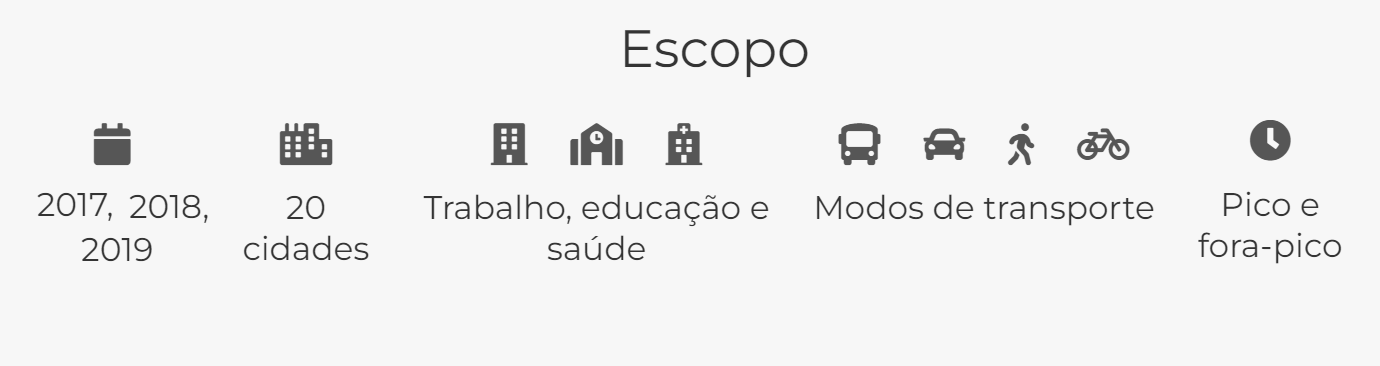 Escopo
2017, 2018,
2019
20
cidades
Trabalho, educação e
saúde
Modos de transporte
Pico e
fora-pico